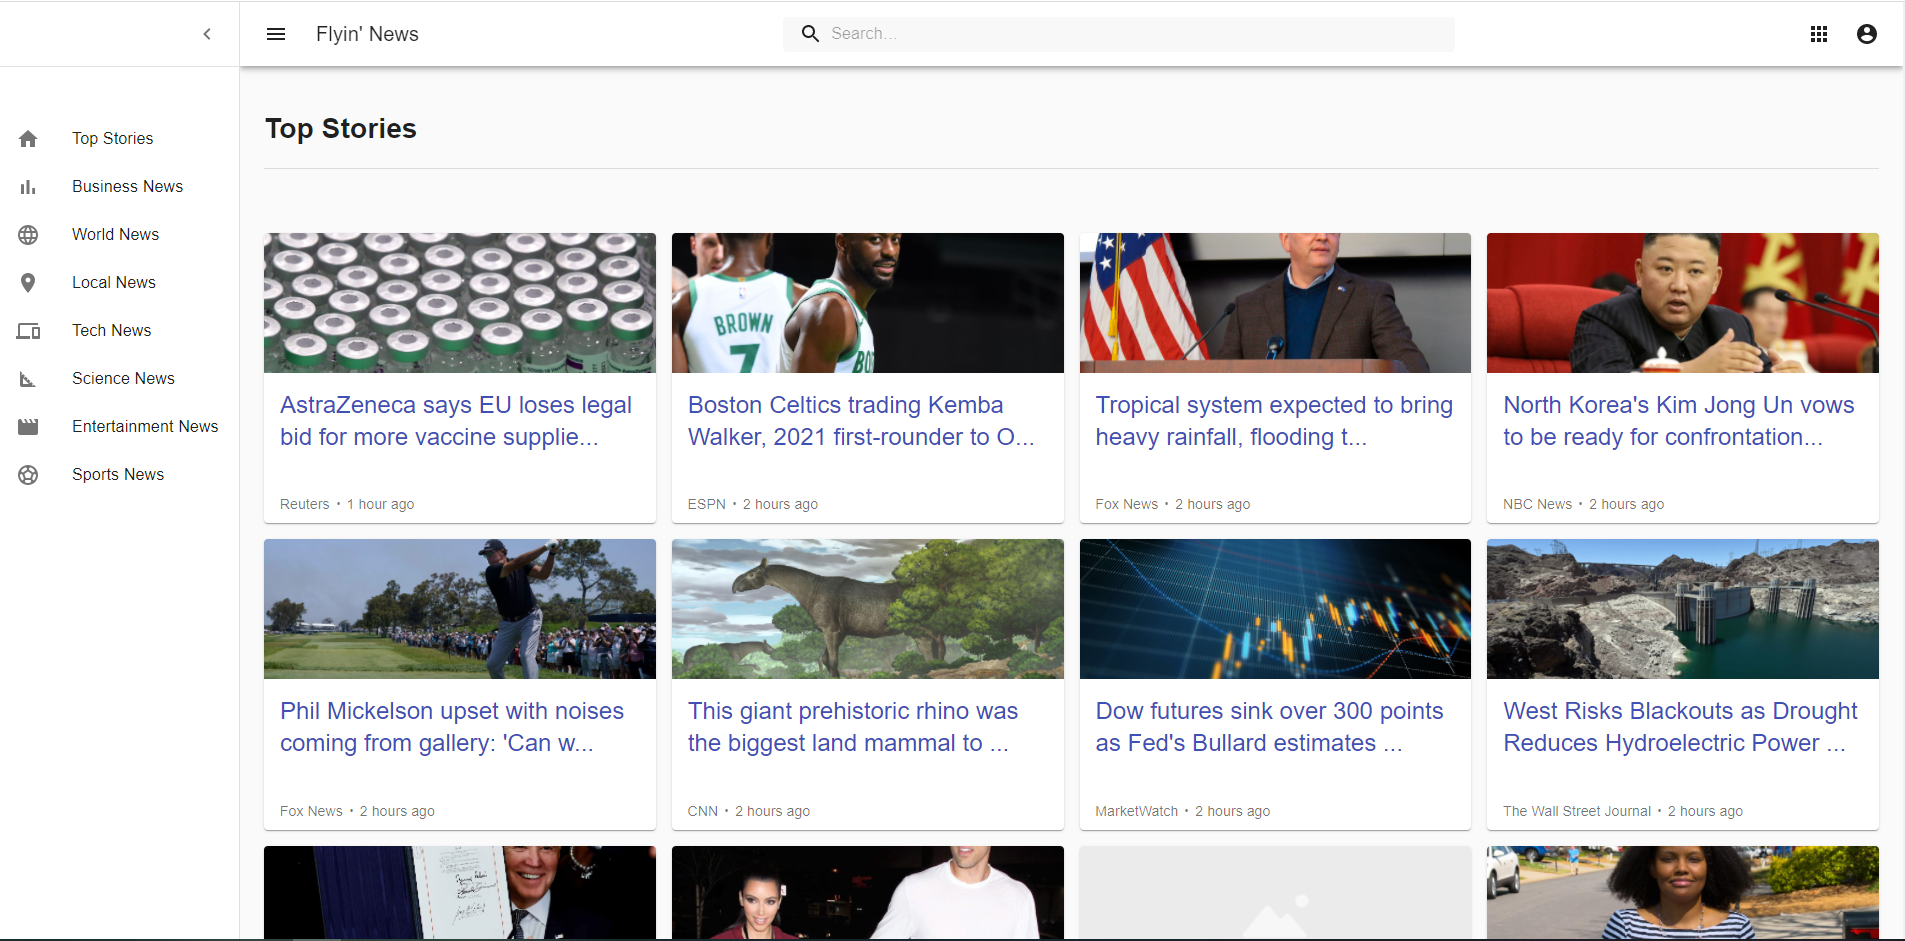 Flyin' News
Search...
Top Stories
Business News
World News
Local News
Tech News
Science News
Entertainment News
Sports News
Top Stories
BROWN
7
AstraZeneca says EU loses legal
bid for more vaccine supplie...
Reuters • 1 hour ago
Boston Celtics trading Kemba
Walker, 2021 first-rounder to O...
ESPN • 2 hours ago
Tropical system expected to bring
heavy rainfall, flooding t...
Fox News • 2 hours ago
North Korea's Kim Jong Un vows
to be ready for confrontation...
NBC News • 2 hours ago
Phil Mickelson upset with noises
coming from gallery: 'Can w...
Fox News • 2 hours ago
This giant prehistoric rhino was
the biggest land mammal to ...
CNN • 2 hours ago
Dow futures sink over 300 points
as Fed's Bullard estimates ...
MarketWatch • 2 hours ago
West Risks Blackouts as Drought
Reduces Hydroelectric Power ...
The Wall Street Journal • 2 hours ago